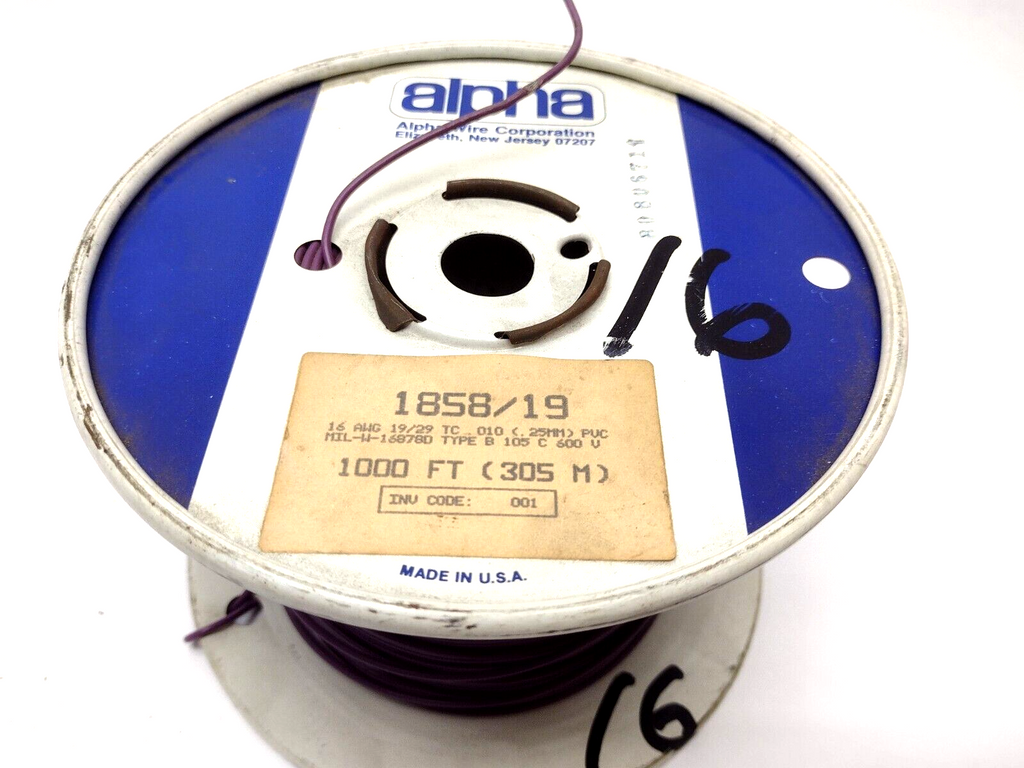 alpha
Alpha Wire Corporation
Elizabeth, New Jersey 07207
16
1858/19
16 AWG 19/29 TC .010 (.25MM) PVC
MIL-W-16878D TYPE B 105 C 600 V
1000 FT (305 M)
INV CODE: 001
MADE IN U.S.A.
16